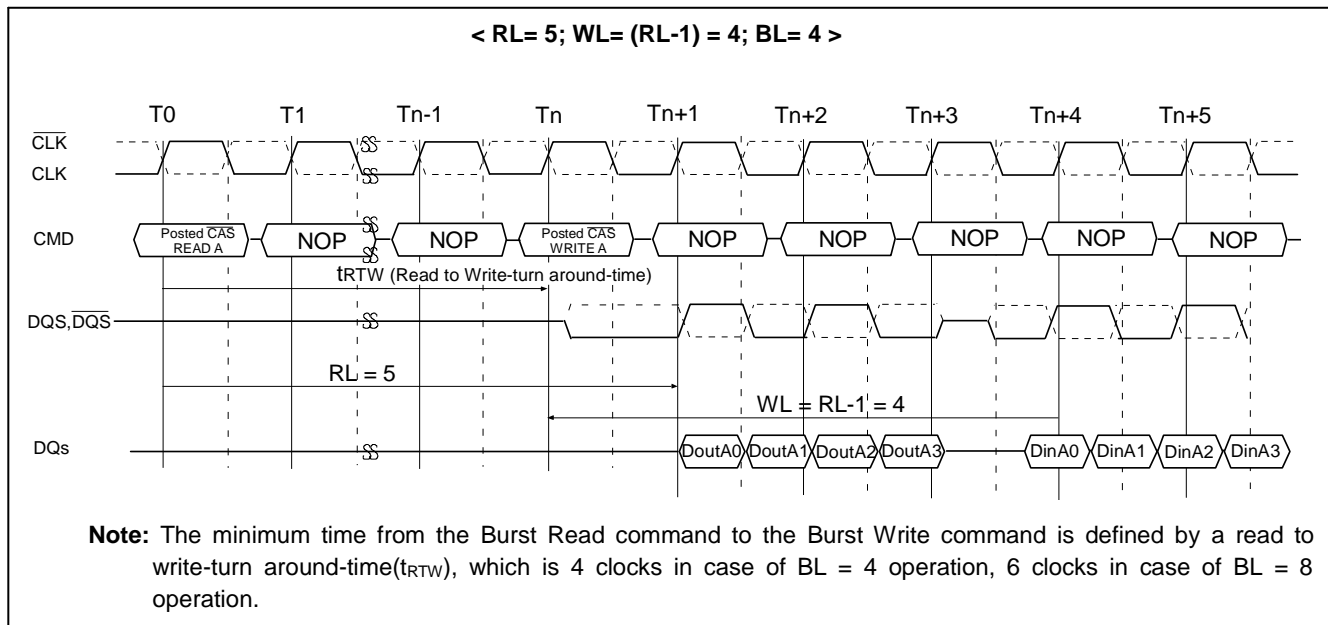 < RL= 5; WL= (RL-1) = 4; BL= 4 >
T0 T1 Tn-1 Tn Tn+1 Tn+2 Tn+3 Tn+4 Tn+5
CLK
CLK
CMD Posted CAS READ A NOP NOP Posted CAS WRITE A NOP NOP NOP NOP NOP
tRTW (Read to Write-turn around-time)
DQS,DQS
RL = 5
WL = RL-1 = 4
DQs DoutA0 DoutA1 DoutA2 DoutA3 DinA0 DinA1 DinA2 DinA3
Note: The minimum time from the Burst Read command to the Burst Write command is defined by a read to
write-turn around-time(tRTW), which is 4 clocks in case of BL = 4 operation, 6 clocks in case of BL = 8
operation.